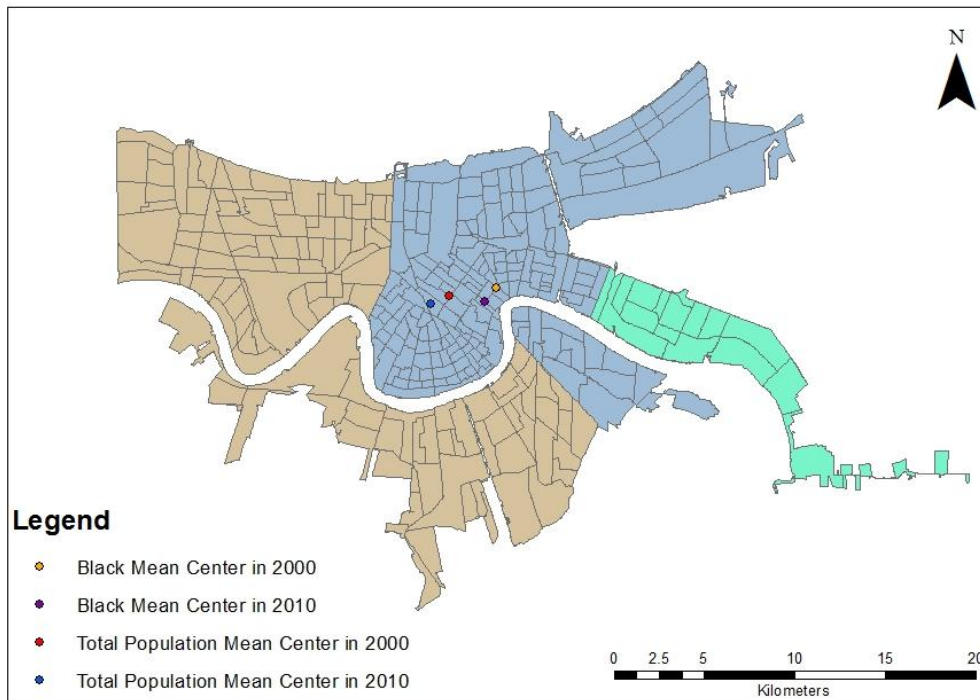 N
Legend
Black Mean Center in 2000
Black Mean Center in 2010
Total Population Mean Center in 2000
Total Population Mean Center in 2010
0 2.5 5 10 15 20
Kilometers